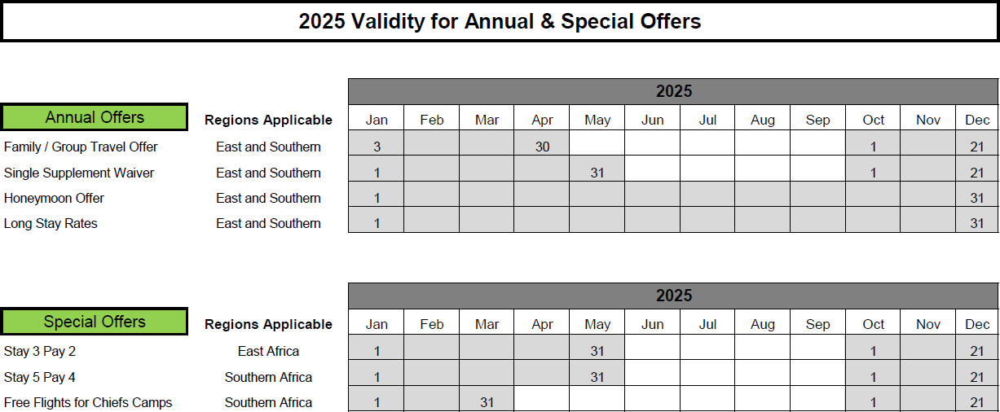 2025 Validity for Annual & Special Offers
2025
Annual Offers Regions Applicable Jan Feb Mar Apr May Jun Jul Aug Sep Oct Nov Dec
Family / Group Travel Offer East and Southern 3 30 1 21
Single Supplement Waiver East and Southern 1 31 1 21
Honeymoon Offer East and Southern 1 31
Long Stay Rates East and Southern 1 31
2025
Special Offers Regions Applicable Jan Feb Mar Apr May Jun Jul Aug Sep Oct Nov Dec
Stay 3 Pay 2 East Africa 1 31 1 21
Stay 5 Pay 4 Southern Africa 1 31 1 21
Free Flights for Chiefs Camps Southern Africa 1 31 1 21